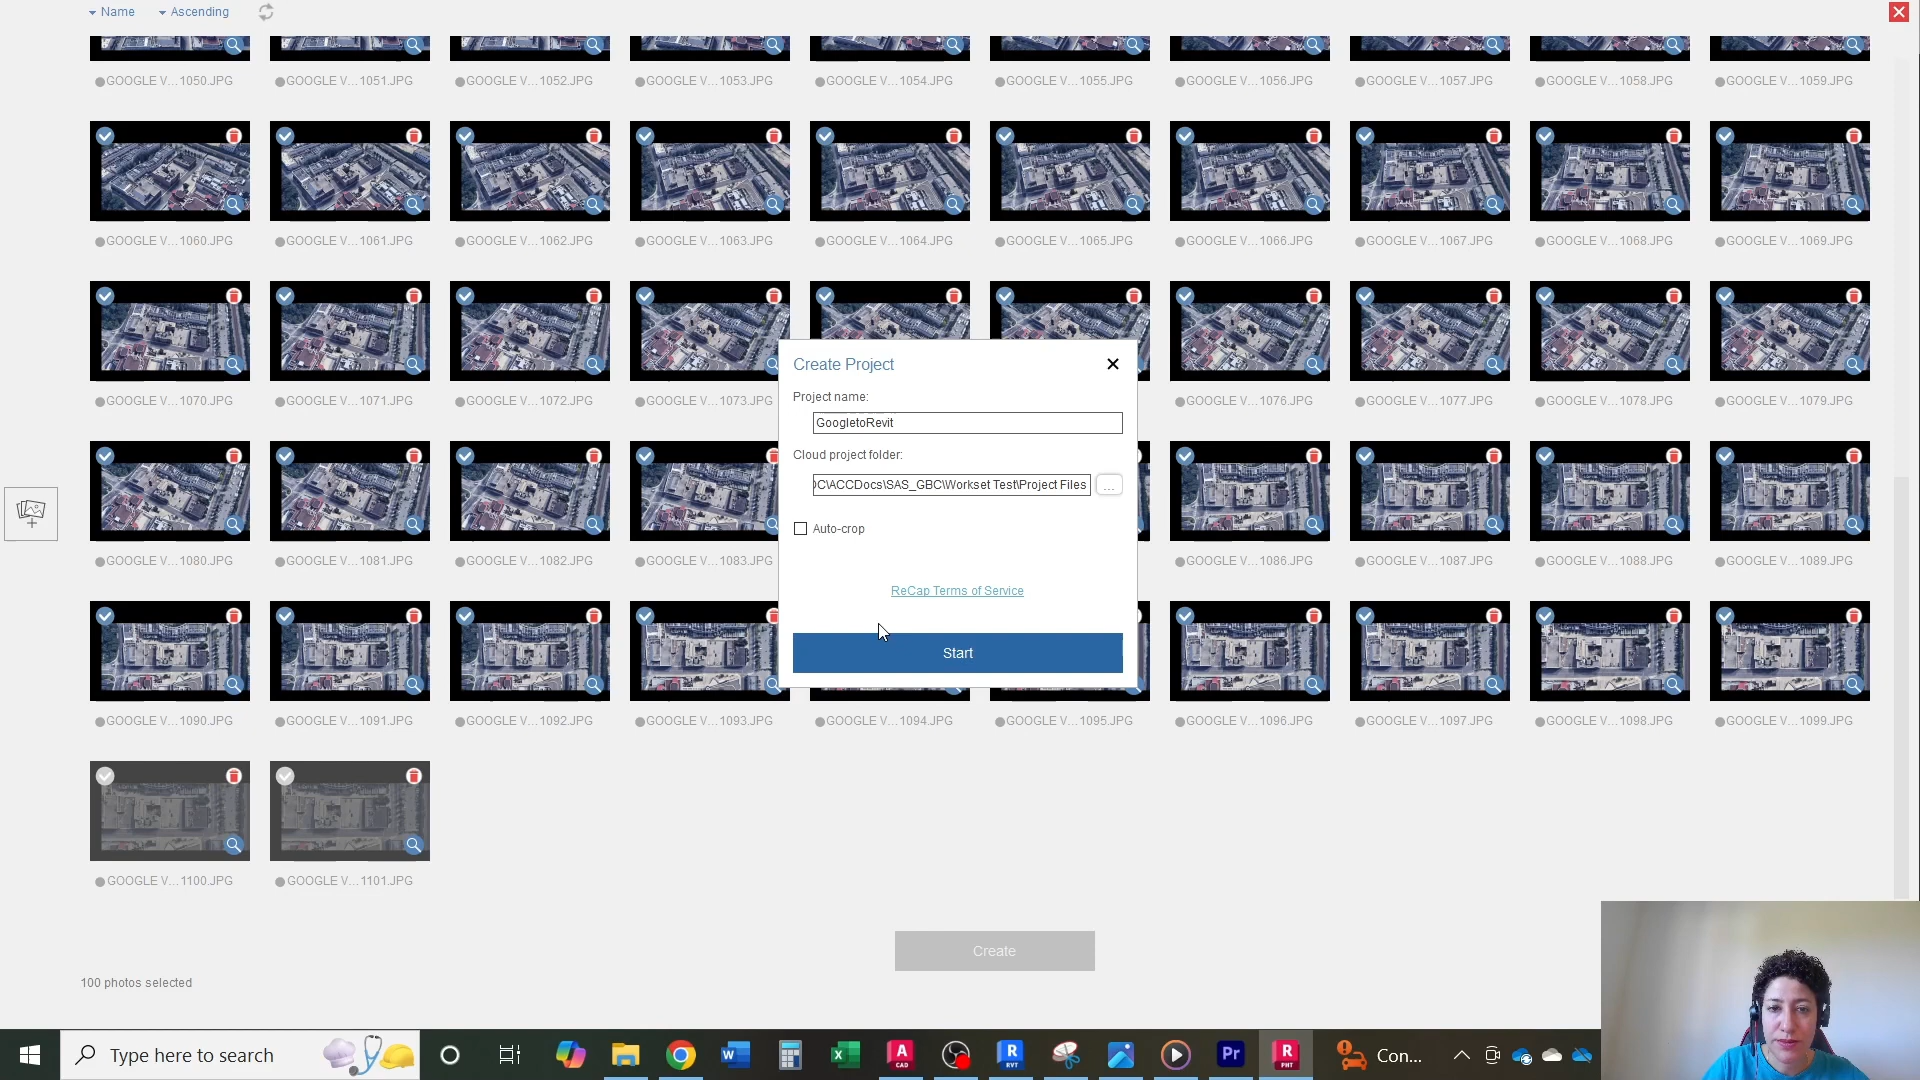 Name Ascending
GOOGLE V...1050.JPG GOOGLE V...1051.JPG GOOGLE V...1052.JPG GOOGLE V...1053.JPG GOOGLE V...1054.JPG GOOGLE V...1055.JPG GOOGLE V...1056.JPG GOOGLE V...1057.JPG GOOGLE V...1058.JPG GOOGLE V...1059.JPG
GOOGLE V...1060.JPG GOOGLE V...1061.JPG GOOGLE V...1062.JPG GOOGLE V...1063.JPG GOOGLE V...1064.JPG GOOGLE V...1065.JPG GOOGLE V...1066.JPG GOOGLE V...1067.JPG GOOGLE V...1068.JPG GOOGLE V...1069.JPG
GOOGLE V...1070.JPG GOOGLE V...1071.JPG GOOGLE V...1072.JPG GOOGLE V...1073.JPG GOOGLE V...1076.JPG GOOGLE V...1077.JPG GOOGLE V...1078.JPG GOOGLE V...1079.JPG
Create Project
Project name:
GoogletoRevit
Cloud project folder:
DC\ACCDocs\SAS_GBC\Workset Test\Project Files ...
Auto-crop
ReCap Terms of Service
Start
GOOGLE V...1080.JPG GOOGLE V...1081.JPG GOOGLE V...1082.JPG GOOGLE V...1083.JPG GOOGLE V...1086.JPG GOOGLE V...1087.JPG GOOGLE V...1088.JPG GOOGLE V...1089.JPG
GOOGLE V...1090.JPG GOOGLE V...1091.JPG GOOGLE V...1092.JPG GOOGLE V...1093.JPG GOOGLE V...1094.JPG GOOGLE V...1095.JPG GOOGLE V...1096.JPG GOOGLE V...1097.JPG GOOGLE V...1098.JPG GOOGLE V...1099.JPG
GOOGLE V...1100.JPG GOOGLE V...1101.JPG
Create
100 photos selected
Type here to search
W
X
A CAD
R RVT
Pr
R PHT
Con...